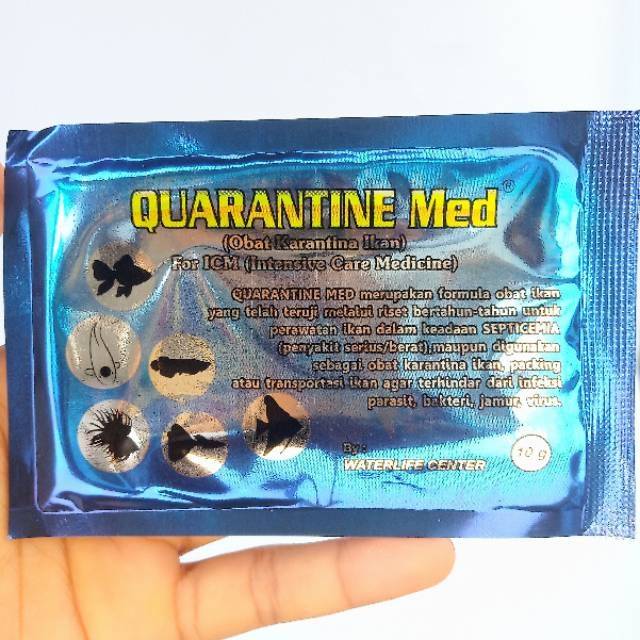 QUARANTINE Med®
(Obat Karantina Ikan)
For ICM (Intensive Care Medicine)
QUARANTINE MED merupakan formula obat ikan
yang telah teruji melalui riset bertahun-tahun untuk
perawatan ikan dalam keadaan SEPTICEMIA
(penyakit serius/berat),maupun digunakan
sebagai obat karantina ikan, packing
atau transportasi ikan agar terhindar dari infeksi
parasit, bakteri, jamur, virus.
By :
WATERLIFE CENTER
10 g